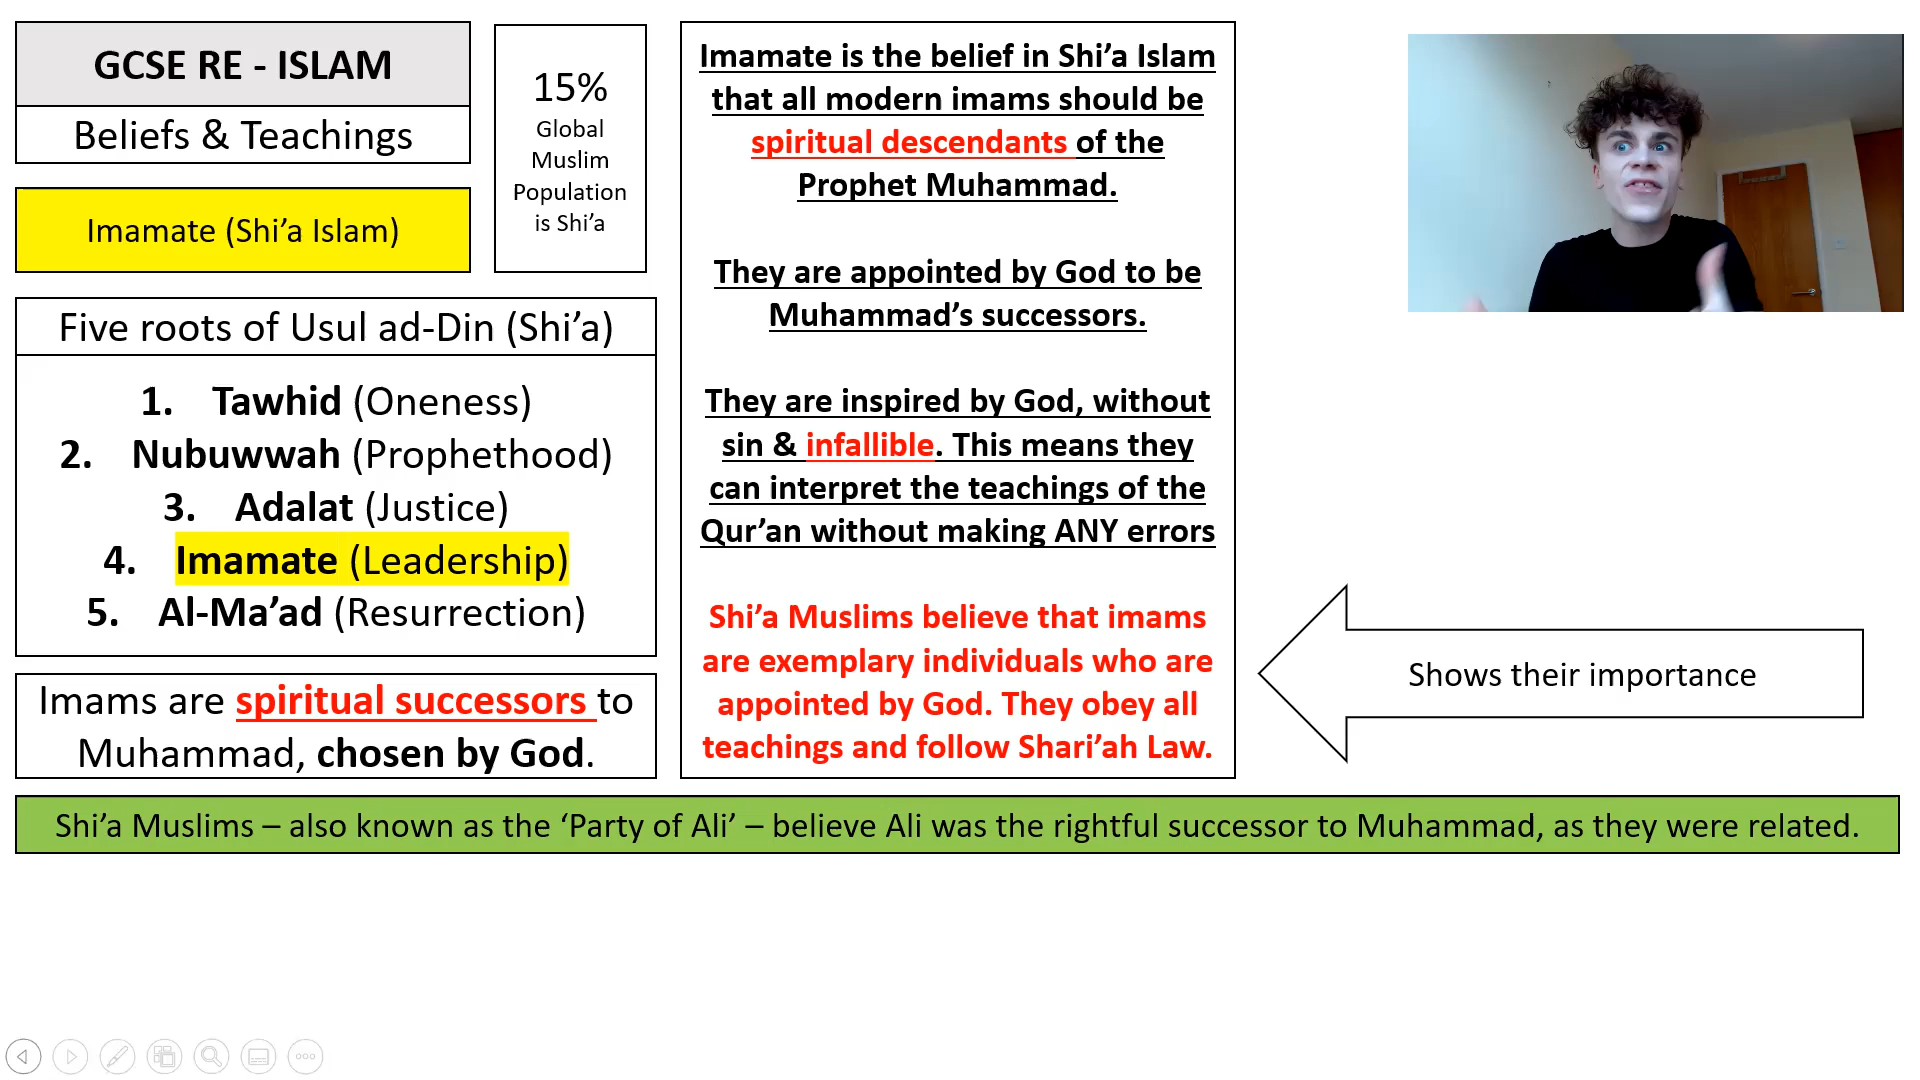 GCSE RE - ISLAM
Beliefs & Teachings
Imamate (Shi’a Islam)
15%
Global
Muslim
Population
is Shi’a
Five roots of Usul ad-Din (Shi’a)
1. Tawhid (Oneness)
2. Nubuwwah (Prophethood)
3. Adalat (Justice)
4. Imamate (Leadership)
5. Al-Ma’ad (Resurrection)
Imams are spiritual successors to
Muhammad, chosen by God.
Imamate is the belief in Shi’a Islam
that all modern imams should be
spiritual descendants of the
Prophet Muhammad.
They are appointed by God to be
Muhammad’s successors.
They are inspired by God, without
sin & infallible. This means they
can interpret the teachings of the
Qur’an without making ANY errors
Shi’a Muslims believe that imams
are exemplary individuals who are
appointed by God. They obey all
teachings and follow Shari’ah Law.
Shows their importance
Shi’a Muslims – also known as the ‘Party of Ali’ – believe Ali was the rightful successor to Muhammad, as they were related.